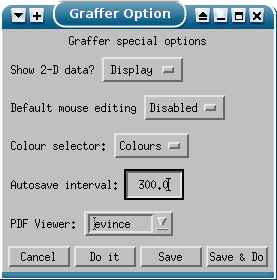 Graffer Option
Graffer special options
Show 2-D data? Display
Default mouse editing Disabled
Colour selector: Colours
Autosave interval: 300.0
PDF Viewer: evince
Cancel Do it Save Save & Do